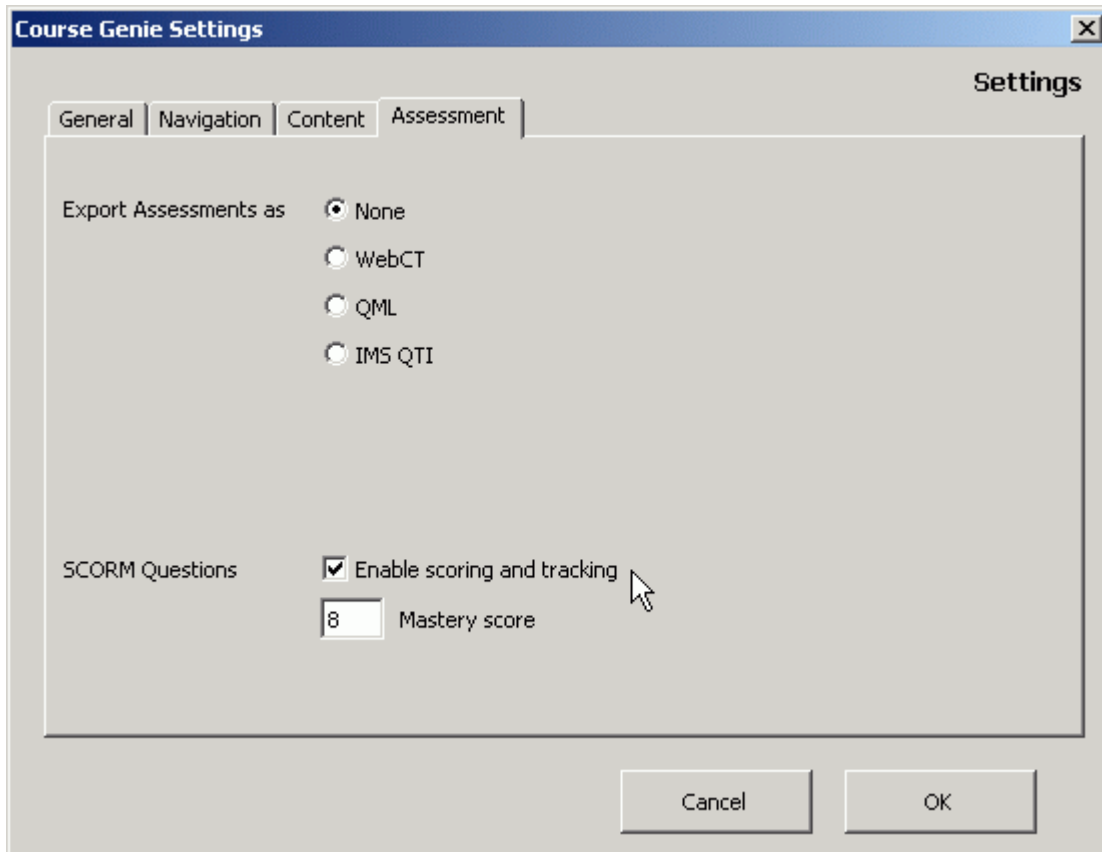 Course Genie Settings
Settings
General Navigation Content Assessment
Export Assessments as None
WebCT
QML
IMS QTI
SCORM Questions Enable scoring and tracking
8 Mastery score
Cancel OK